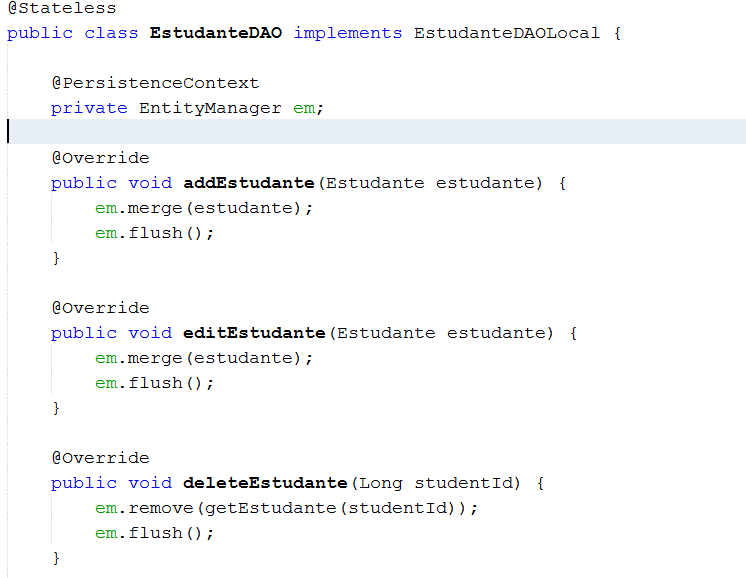 @Stateless
public class EstudanteDAO implements EstudanteDAOLocal {
@PersistenceContext
private EntityManager em;
@Override
public void addEstudante(Estudante estudante) {
em.merge(estudante);
em.flush();
}
@Override
public void editEstudante(Estudante estudante) {
em.merge(estudante);
em.flush();
}
@Override
public void deleteEstudante(Long studentId) {
em.remove(getEstudante(studentId));
em.flush();
}